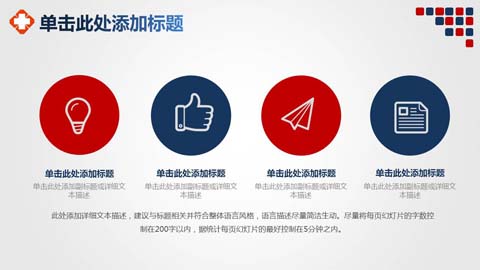 单击此处添加标题
单击此处添加标题
单击此处添加副标题或详细文
本描述
单击此处添加标题
单击此处添加副标题或详细文
本描述
单击此处添加标题
单击此处添加副标题或详细文
本描述
单击此处添加标题
单击此处添加副标题或详细文
本描述
此处添加详细文本描述，建议与标题相关并符合整体语言风格，语言描述尽量简洁生动。尽量将每页幻灯片的字数控
制在200字以内，据统计每页幻灯片的最好控制在5分钟之内。